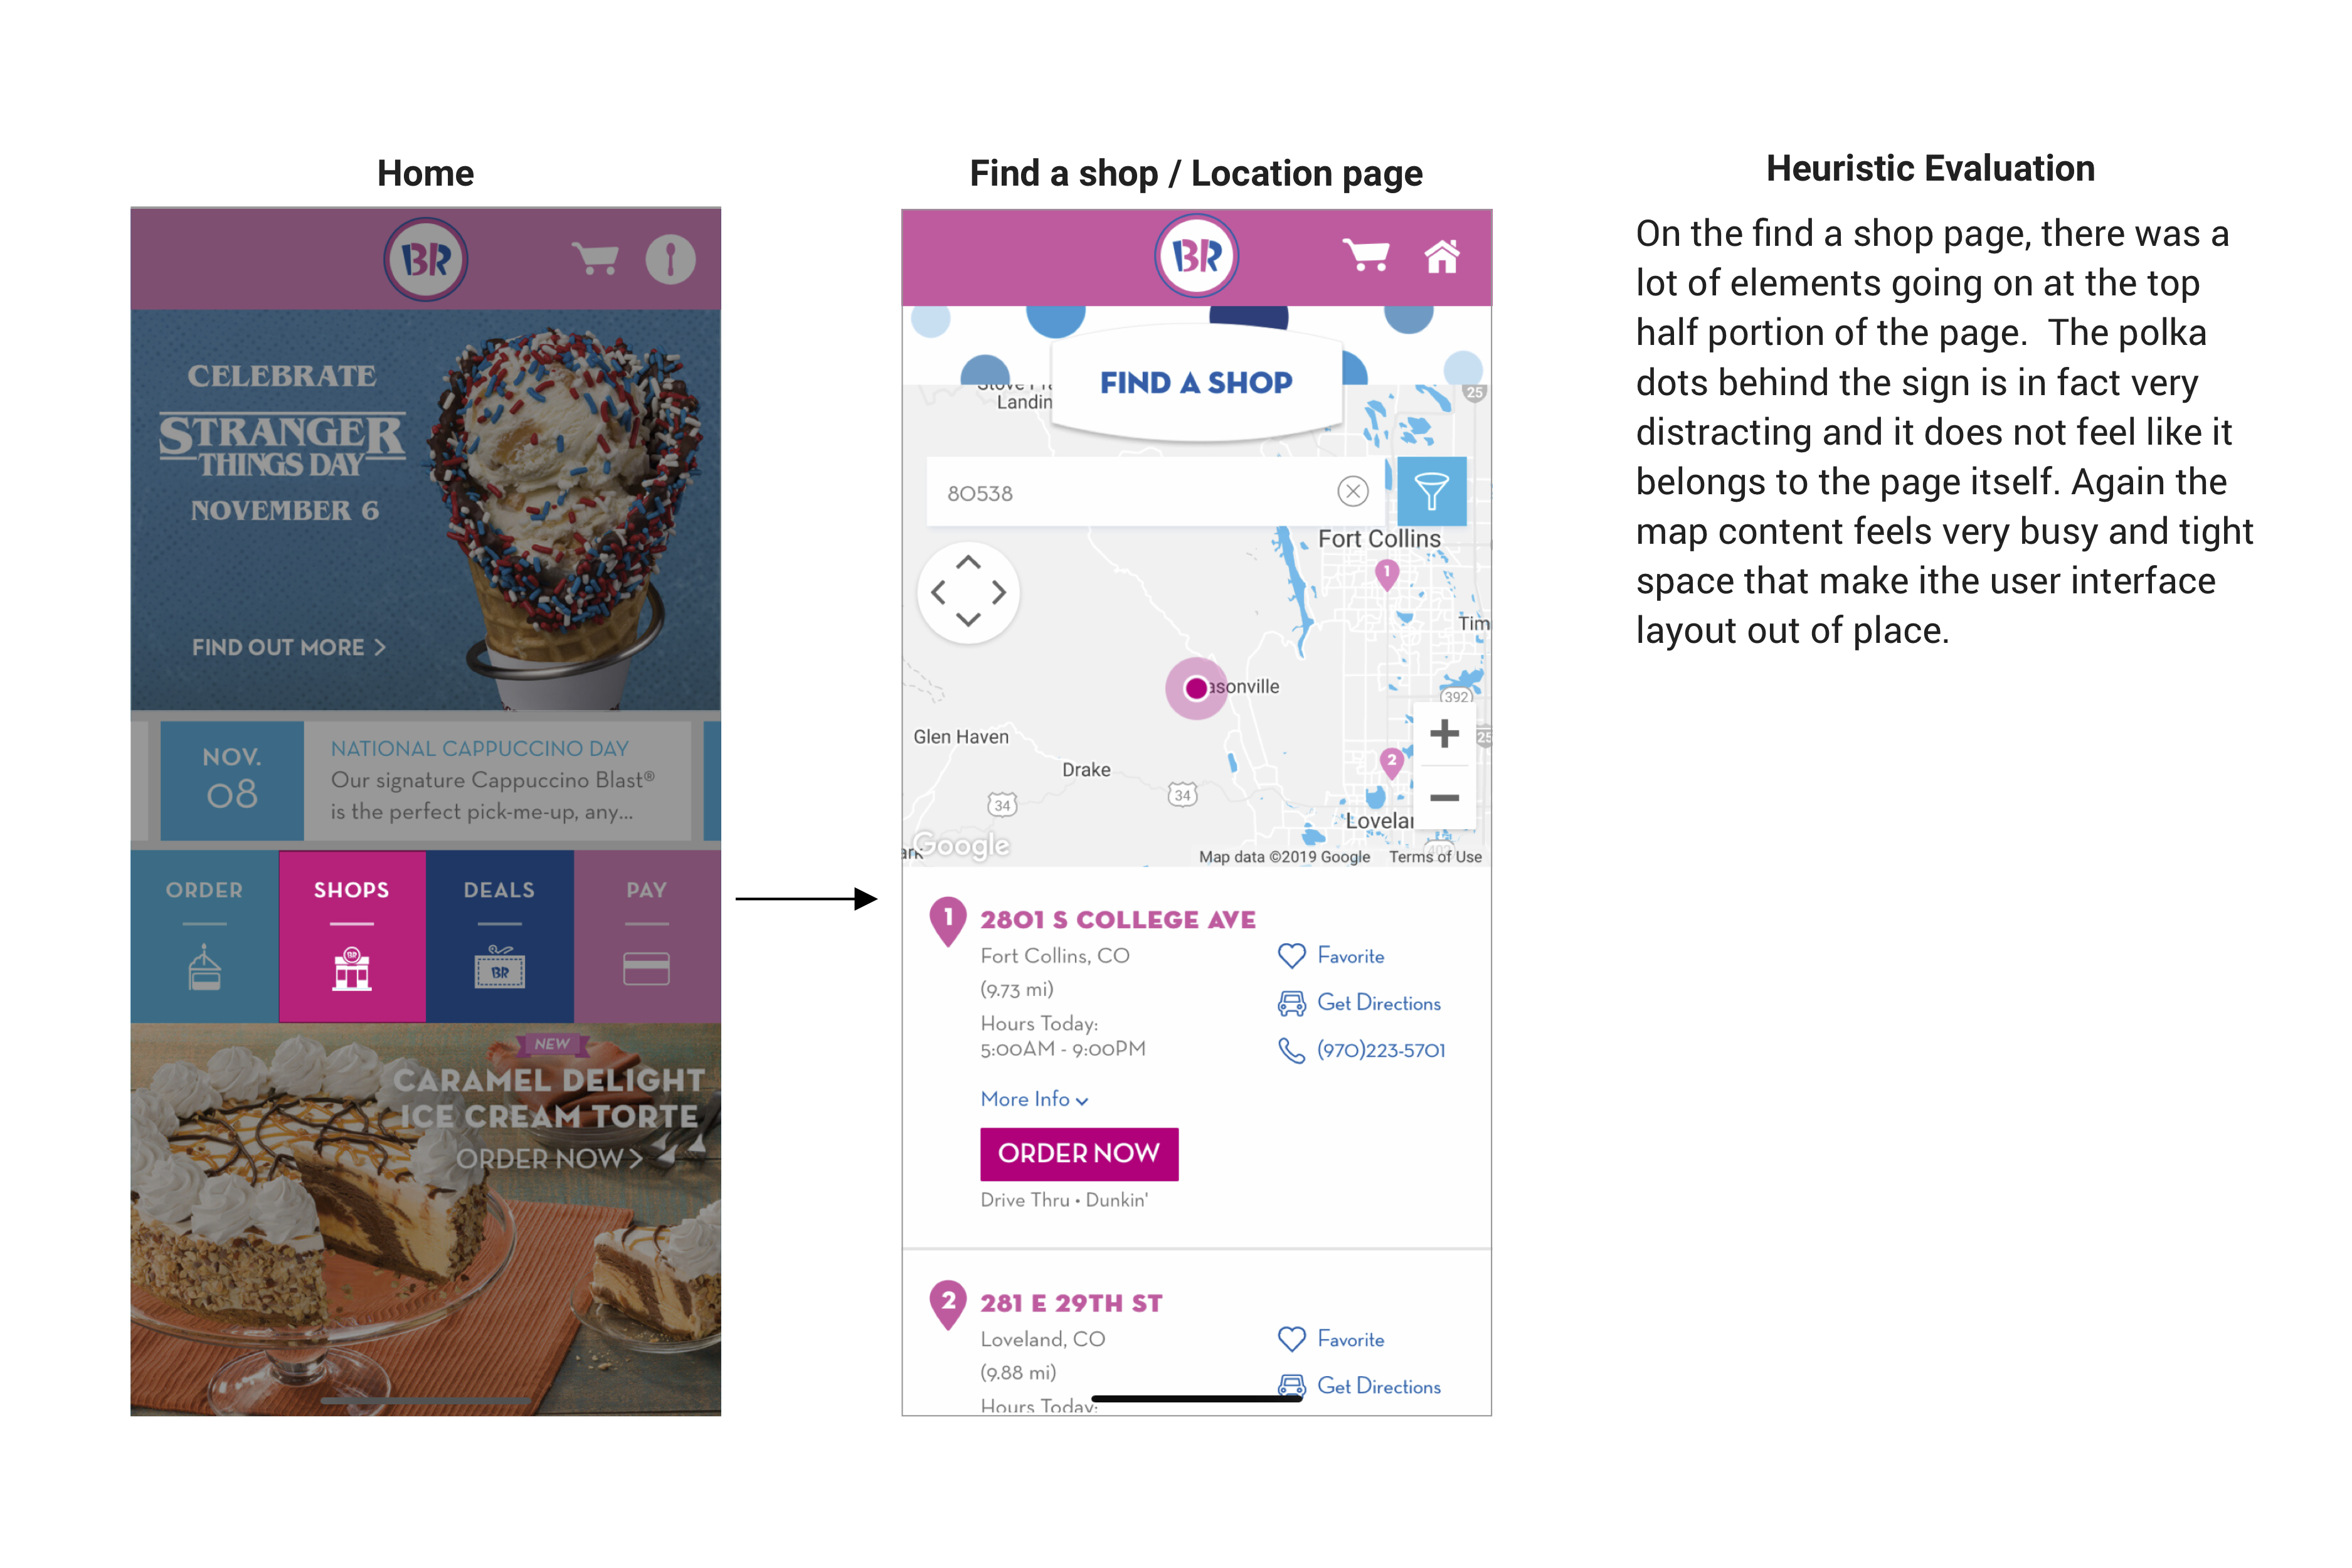 Home
Find a shop / Location page
Heuristic Evaluation
BR
CELEBRATE
STRANGER
THINGS DAY
NOVEMBER 6
FIND OUT MORE >
NOV.
08
NATIONAL CAPPUCCINO DAY
Our signature Cappuccino Blast®
is the perfect pick-me-up, any...
ORDER
SHOPS
DEALS
PAY
BR
BR
NEW
CARAMEL DELIGHT
ICE CREAM TORTE
ORDER NOW>
BR
FIND A SHOP
Landin
25
80538
Fort Collins
1
Tim
asonville
392
Glen Haven
25
Drake
2
34
34
Lovelar
Google
Map data ©2019 Google
Terms of Use
1
2801 S COLLEGE AVE
Fort Collins, CO
(9.73 mi)
Hours Today:
5:00AM - 9:00PM
Favorite
Get Directions
(970)223-5701
More Info
ORDER NOW
Drive Thru • Dunkin'
2
281 E 29TH ST
Loveland, CO
(9.88 mi)
Hours Today:
Favorite
Get Directions
On the find a shop page, there was a
lot of elements going on at the top
half portion of the page.  The polka
dots behind the sign is in fact very
distracting and it does not feel like it
belongs to the page itself. Again the
map content feels very busy and tight
space that make ithe user interface
layout out of place.